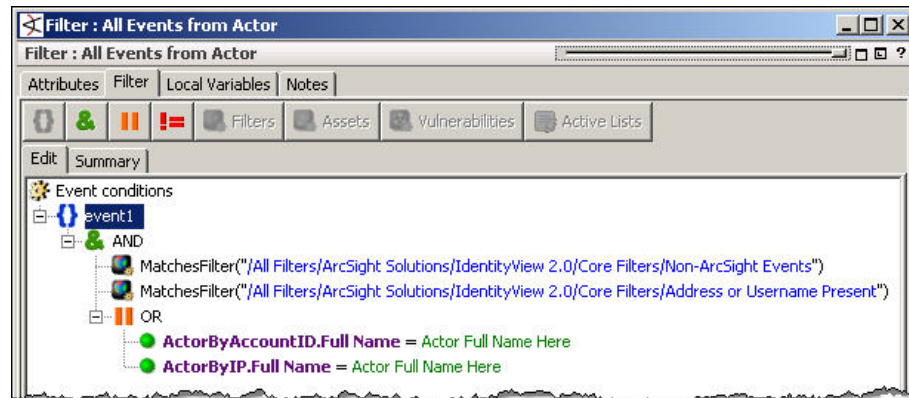 Filter : All Events from Actor
Filter : All Events from Actor ?
Attributes Filter Local Variables Notes
{} & || != Filters Assets Vulnerabilities Active Lists
Edit Summary
Event conditions
{} event1
& AND
MatchesFilter("/All Filters/ArcSight Solutions/IdentityView 2.0/Core Filters/Non-ArcSight Events")
MatchesFilter("/All Filters/ArcSight Solutions/IdentityView 2.0/Core Filters/Address or Username Present")
|| OR
ActorByAccountID.Full Name = Actor Full Name Here
ActorByIP.Full Name = Actor Full Name Here